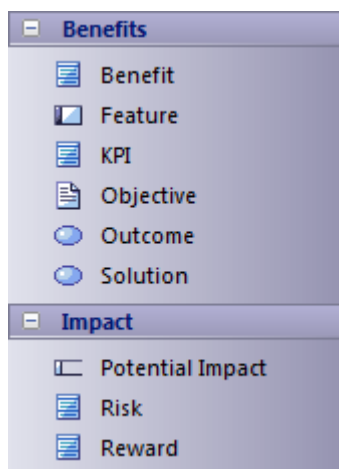 Benefits
Benefit
Feature
KPI
Objective
Outcome
Solution
Impact
Potential Impact
Risk
Reward